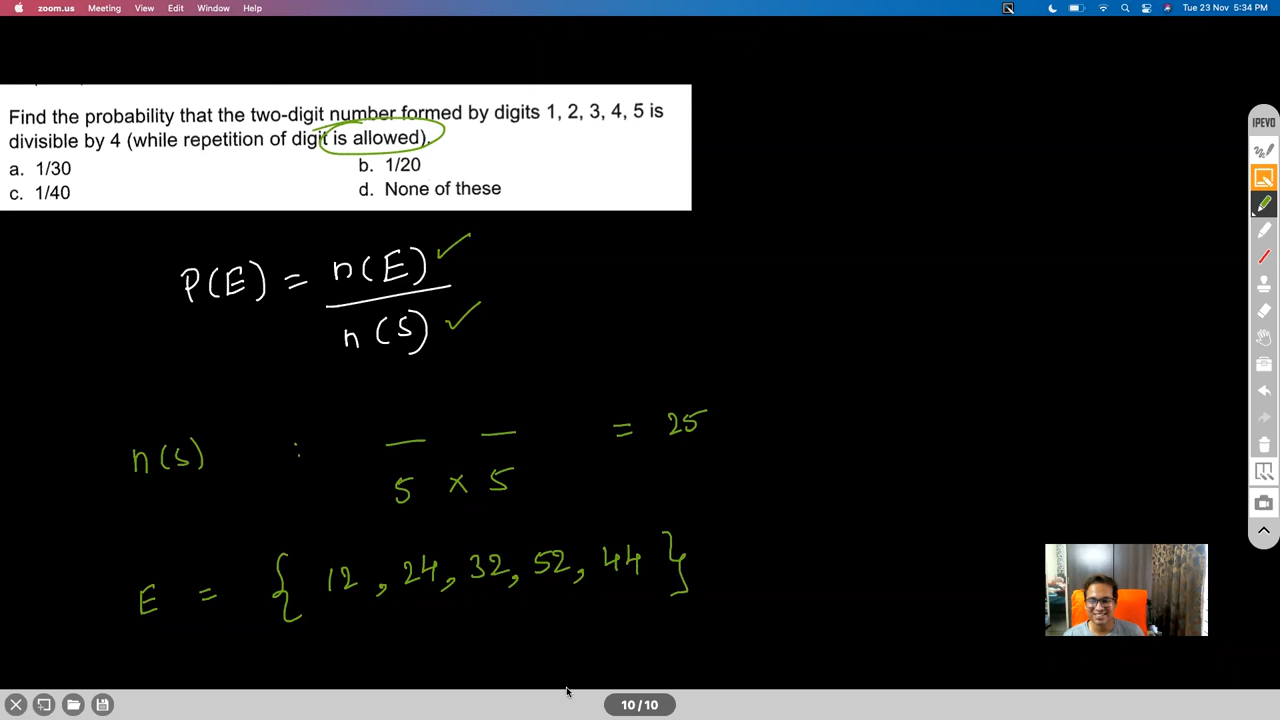 zoom.us Meeting View Edit Window Help Tue 23 Nov 5:34 PM
Find the probability that the two-digit number formed by digits 1, 2, 3, 4, 5 is
divisible by 4 (while repetition of digit is allowed).
a. 1/30 b. 1/20
c. 1/40 d. None of these
IPEVO
P(E) = n(E) ✓
n(S) ✓
n(S) : _ _ = 25
5 × 5
E = { 12, 24, 32, 52, 44 }
10 / 10